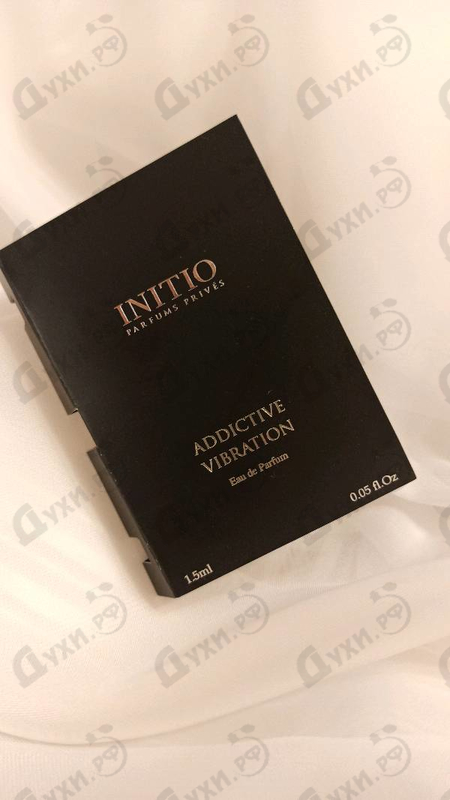 INITIO
PARFUMS PRIVÉS
ADDICTIVE
VIBRATION
Eau de Parfum
1.5ml
0.05 fl.Oz
Духи.РФ